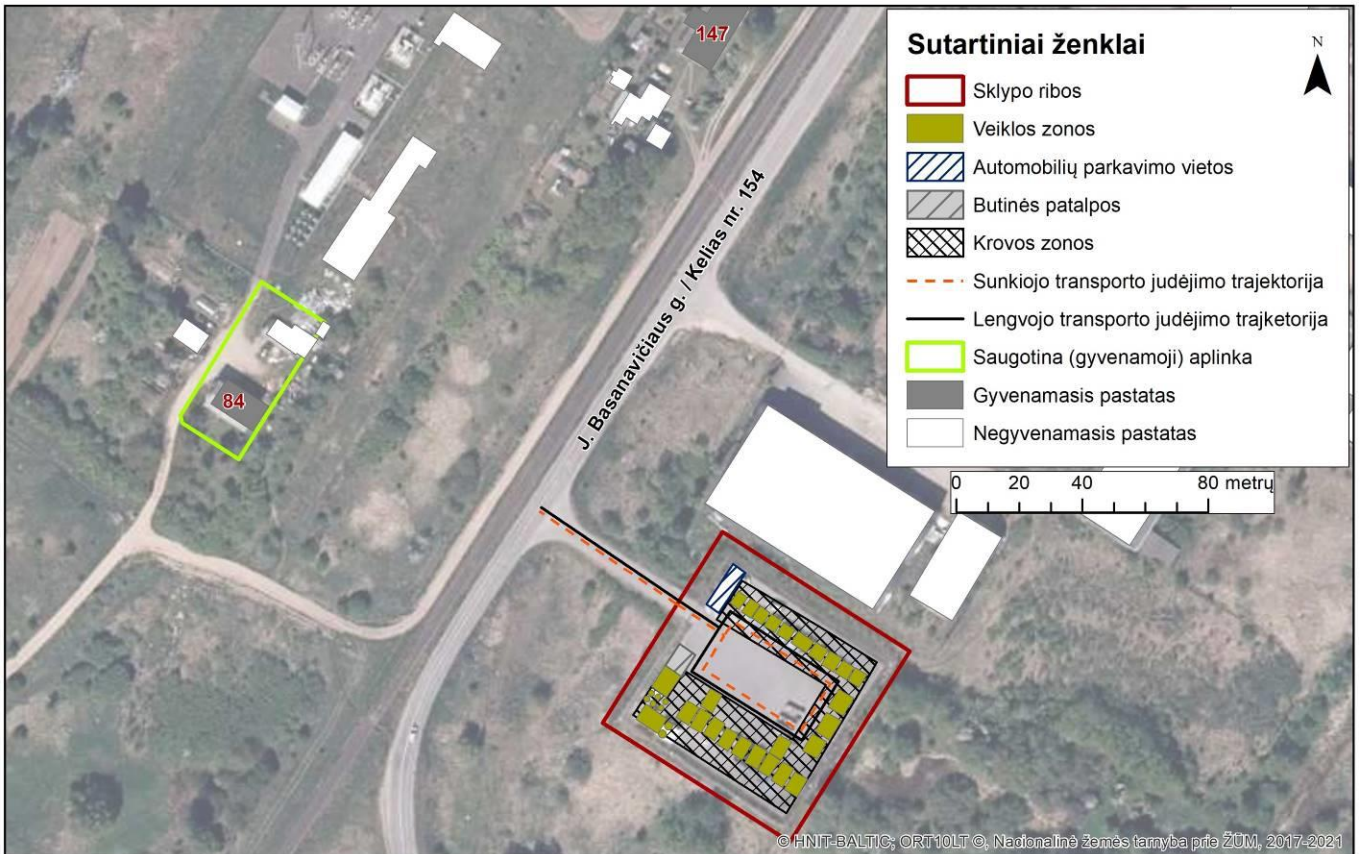 147
84
J. Basanavičiaus g. / Kelias nr. 154
Sutartiniai ženklai
N
Sklypo ribos
Veiklos zonos
Automobilių parkavimo vietos
Butinės patalpos
Krovos zonos
Sunkiojo transporto judėjimo trajektorija
Lengvojo transporto judėjimo trajketorija
Saugotina (gyvenamoji) aplinka
Gyvenamasis pastatas
Negyvenamasis pastatas
0 20 40 80 metrų
© HNIT-BALTIC; ORT10LT ©, Nacionalinė žemės tarnyba prie ŽŪM, 2017-2021